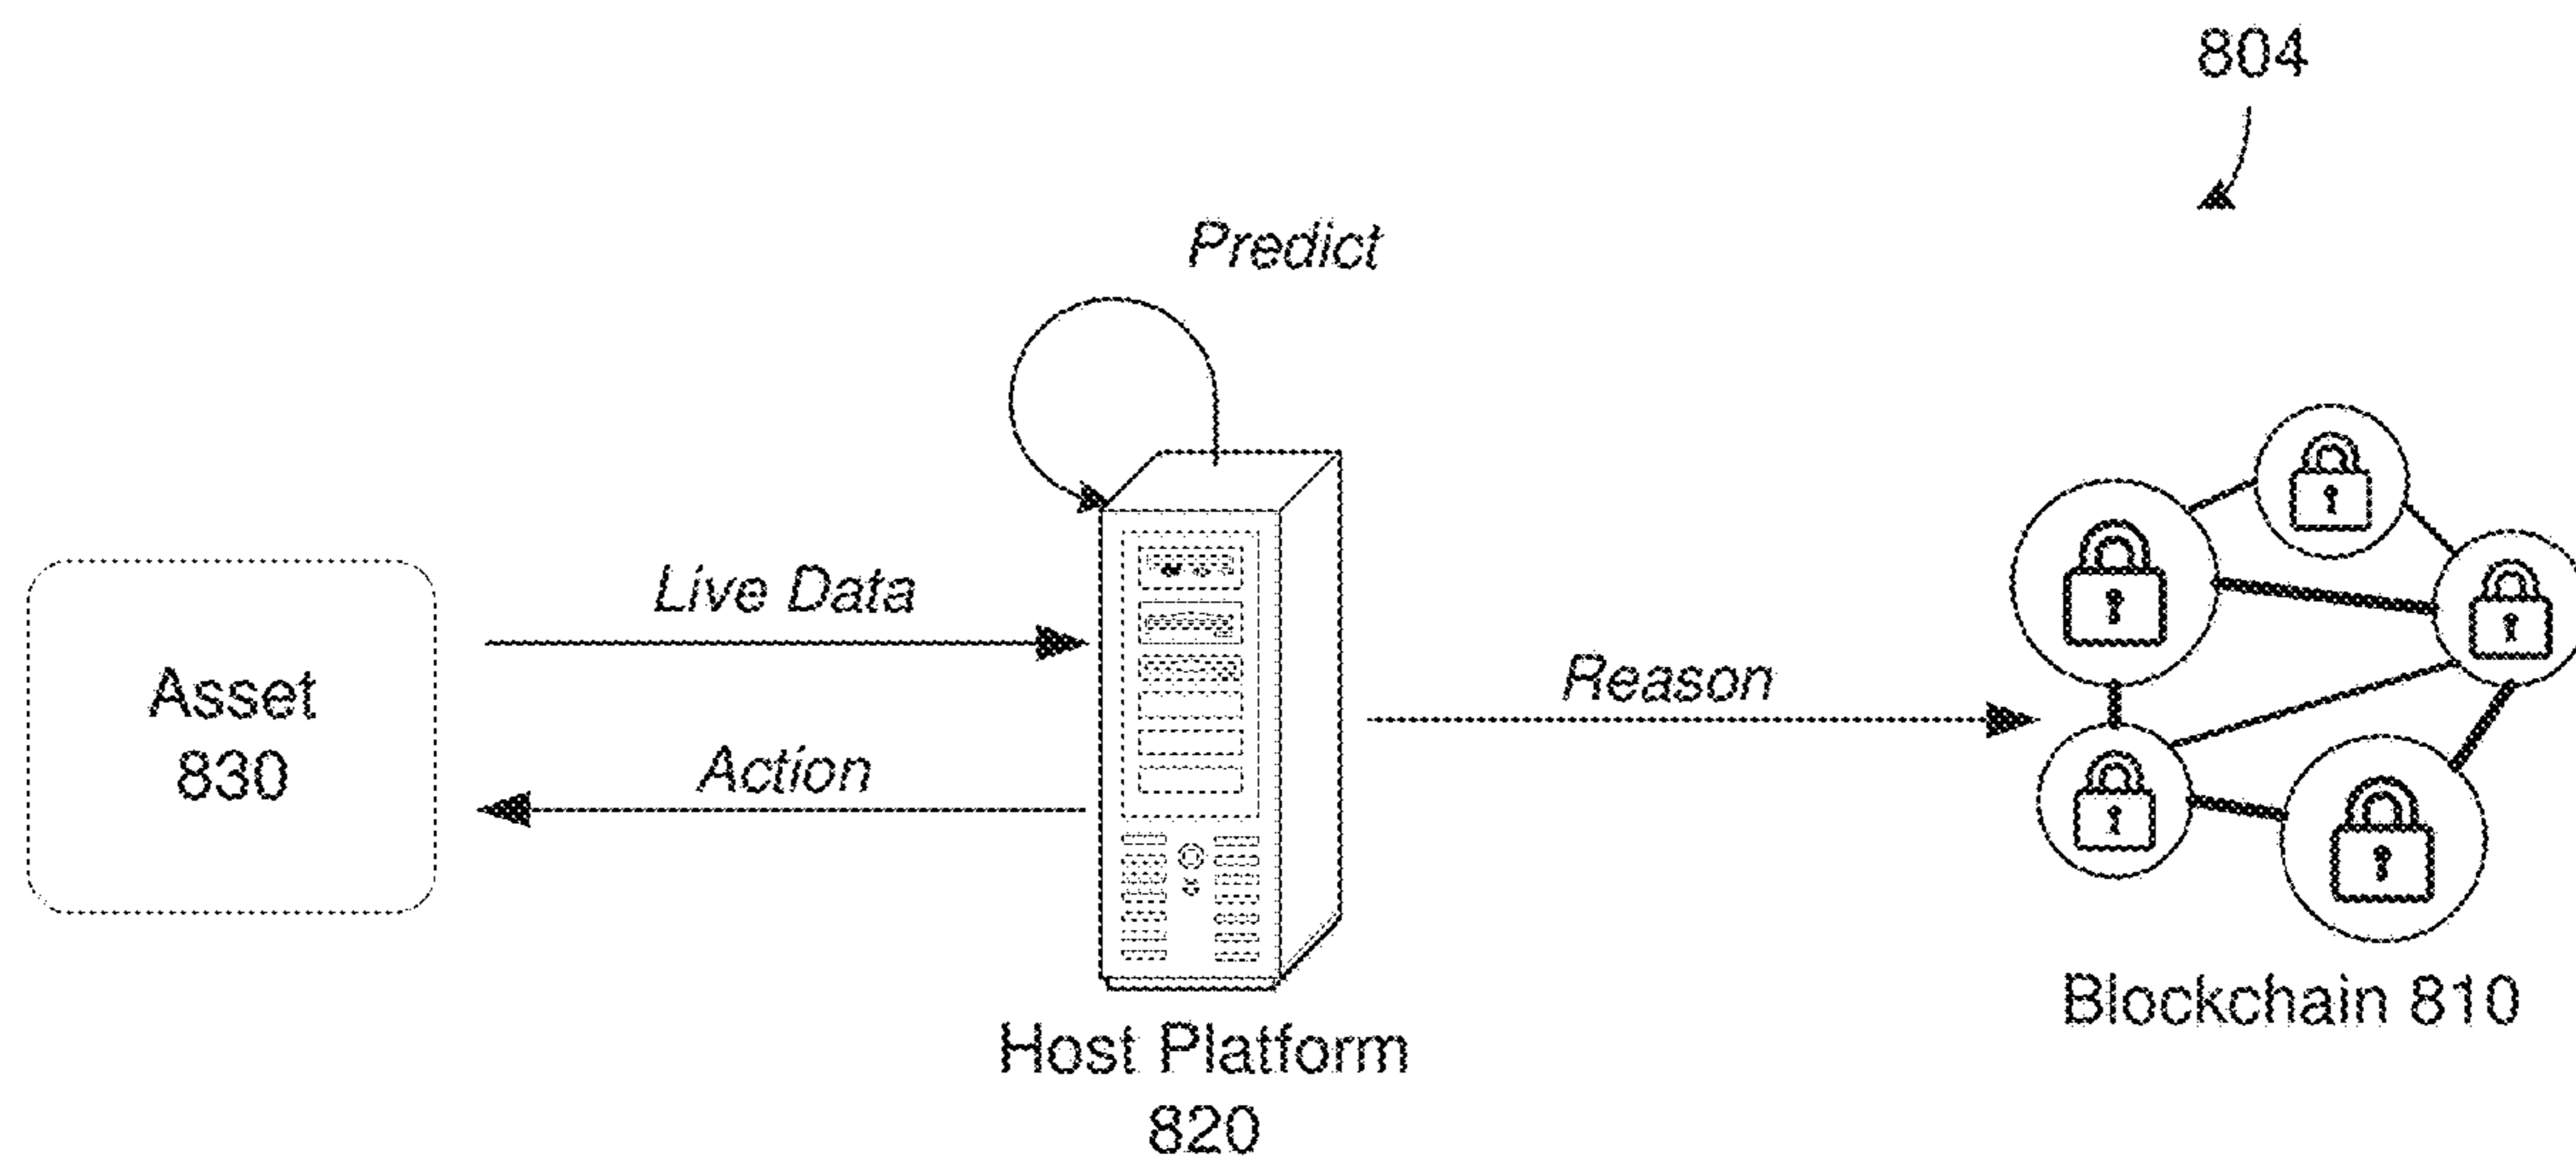 804
Predict
Live Data
Asset
830
Action
Reason
Blockchain 810
Host Platform
820